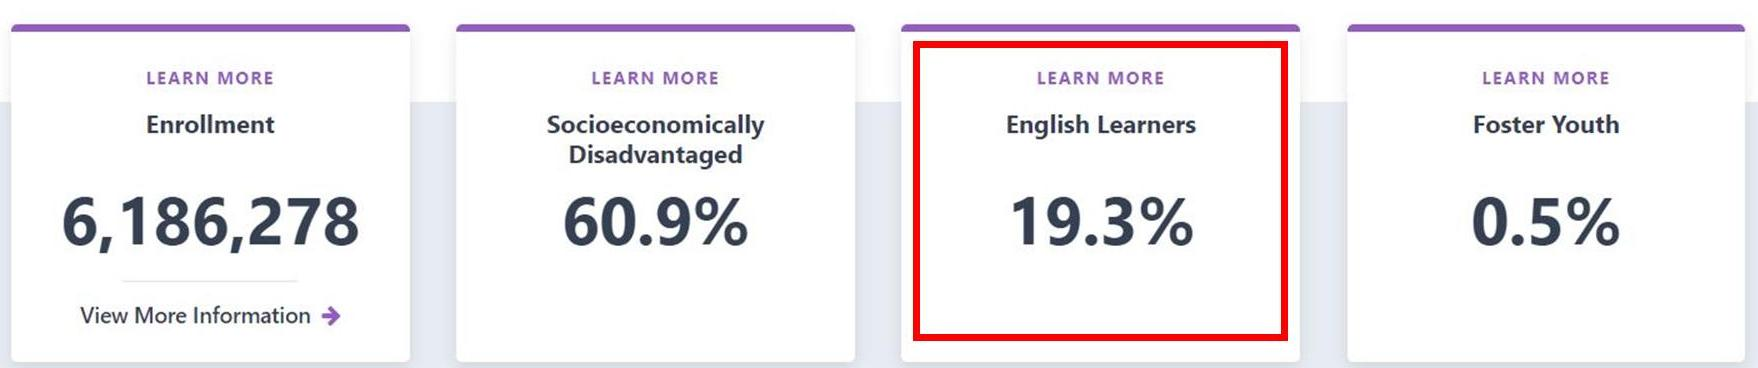 LEARN MORE
Enrollment
6,186,278
View More Information
LEARN MORE
Socioeconomically
Disadvantaged
60.9%
LEARN MORE
English Learners
19.3%
LEARN MORE
Foster Youth
0.5%